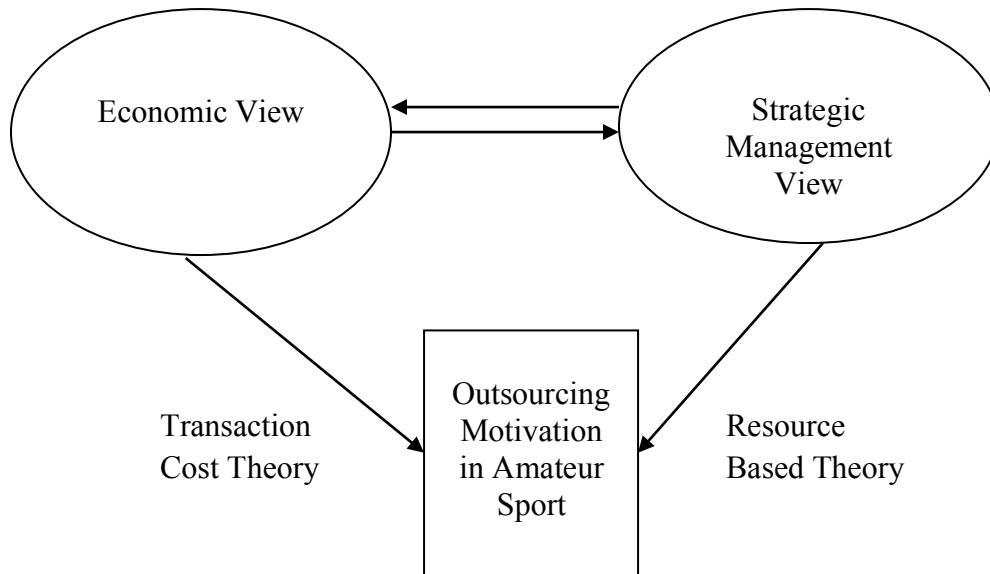 Economic View
Strategic
Management
View
Outsourcing
Motivation
in Amateur
Sport
Transaction
Cost Theory
Resource
Based Theory